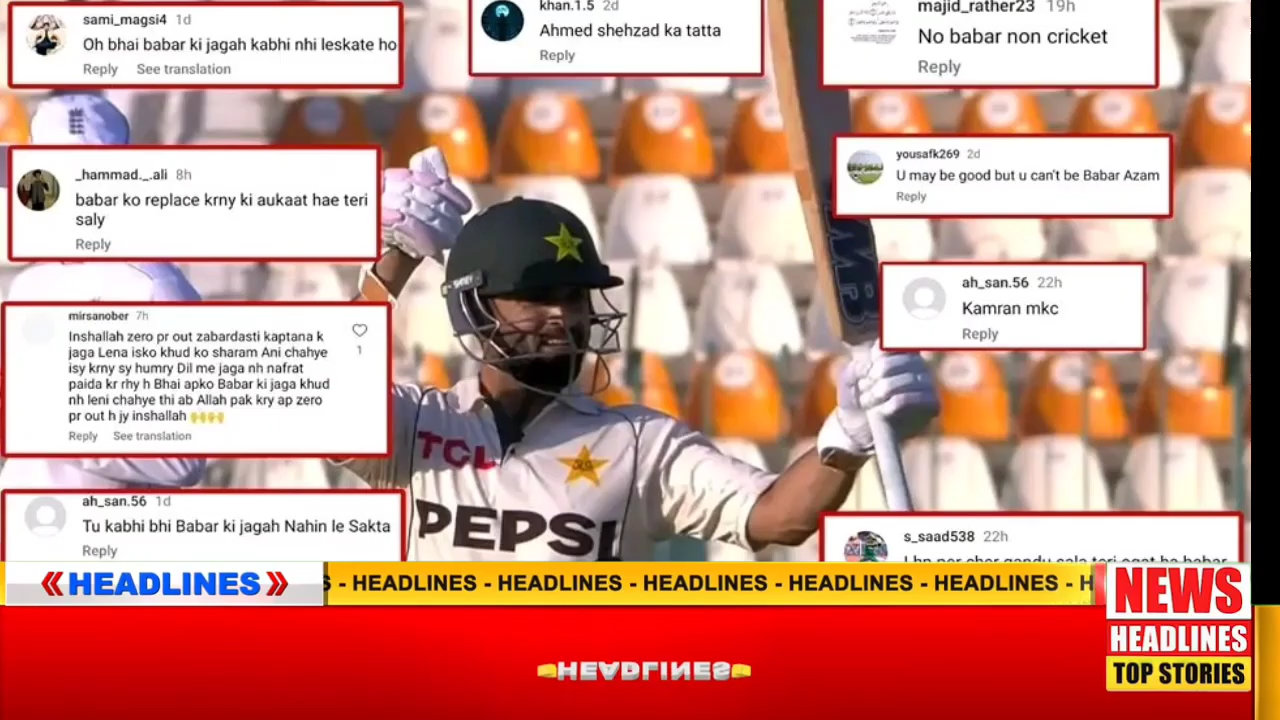 sami_magsi4 1d
Oh bhai babar ki jagah kabhi nhi leskate ho
Reply See translation
khan.1.5 2d
Ahmed shehzad ka tatta
Reply
majid_rather23 19h
No babar non cricket
Reply
_hammad._.ali 8h
babar ko replace krny ki aukaat hae teri
saly
Reply
yousafk269 2d
U may be good but u can't be Babar Azam
Reply
ah_san.56 22h
Kamran mkc
Reply
mirsanober 7h
Inshallah zero pr out zabardasti kaptana k
jaga Lena isko khud ko sharam Ani chahye
isy krny sy humry Dil me jaga nh nafrat
paida kr rhy h Bhai apko Babar ki jaga khud
nh leni chahye thi ab Allah pak kry ap zero
pr out h jy inshallah 🙌🙌
1
Reply See translation
TCL
PEPSI
ah_san.56 1d
Tu kabhi bhi Babar ki jagah Nahin le Sakta
Reply
s_saad538 22h
« HEADLINES »
S - HEADLINES - HEADLINES - HEADLINES - HEADLINES - HEADLINES - H
NEWS
HEADLINES
TOP STORIES
HEADLINES